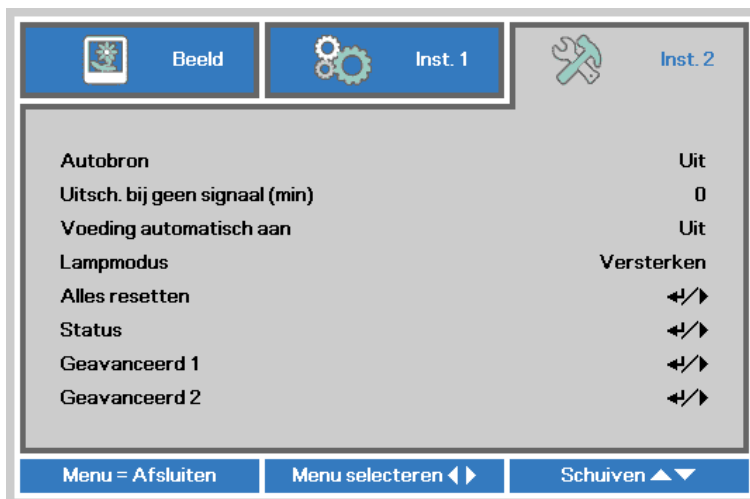 Beeld Inst. 1 Inst. 2
Autobron Uit
Uitsch. bij geen signaal (min) 0
Voeding automatisch aan Uit
Lampmodus Versterken
Alles resetten
Status
Geavanceerd 1
Geavanceerd 2
Menu = Afsluiten Menu selecteren Schuiven